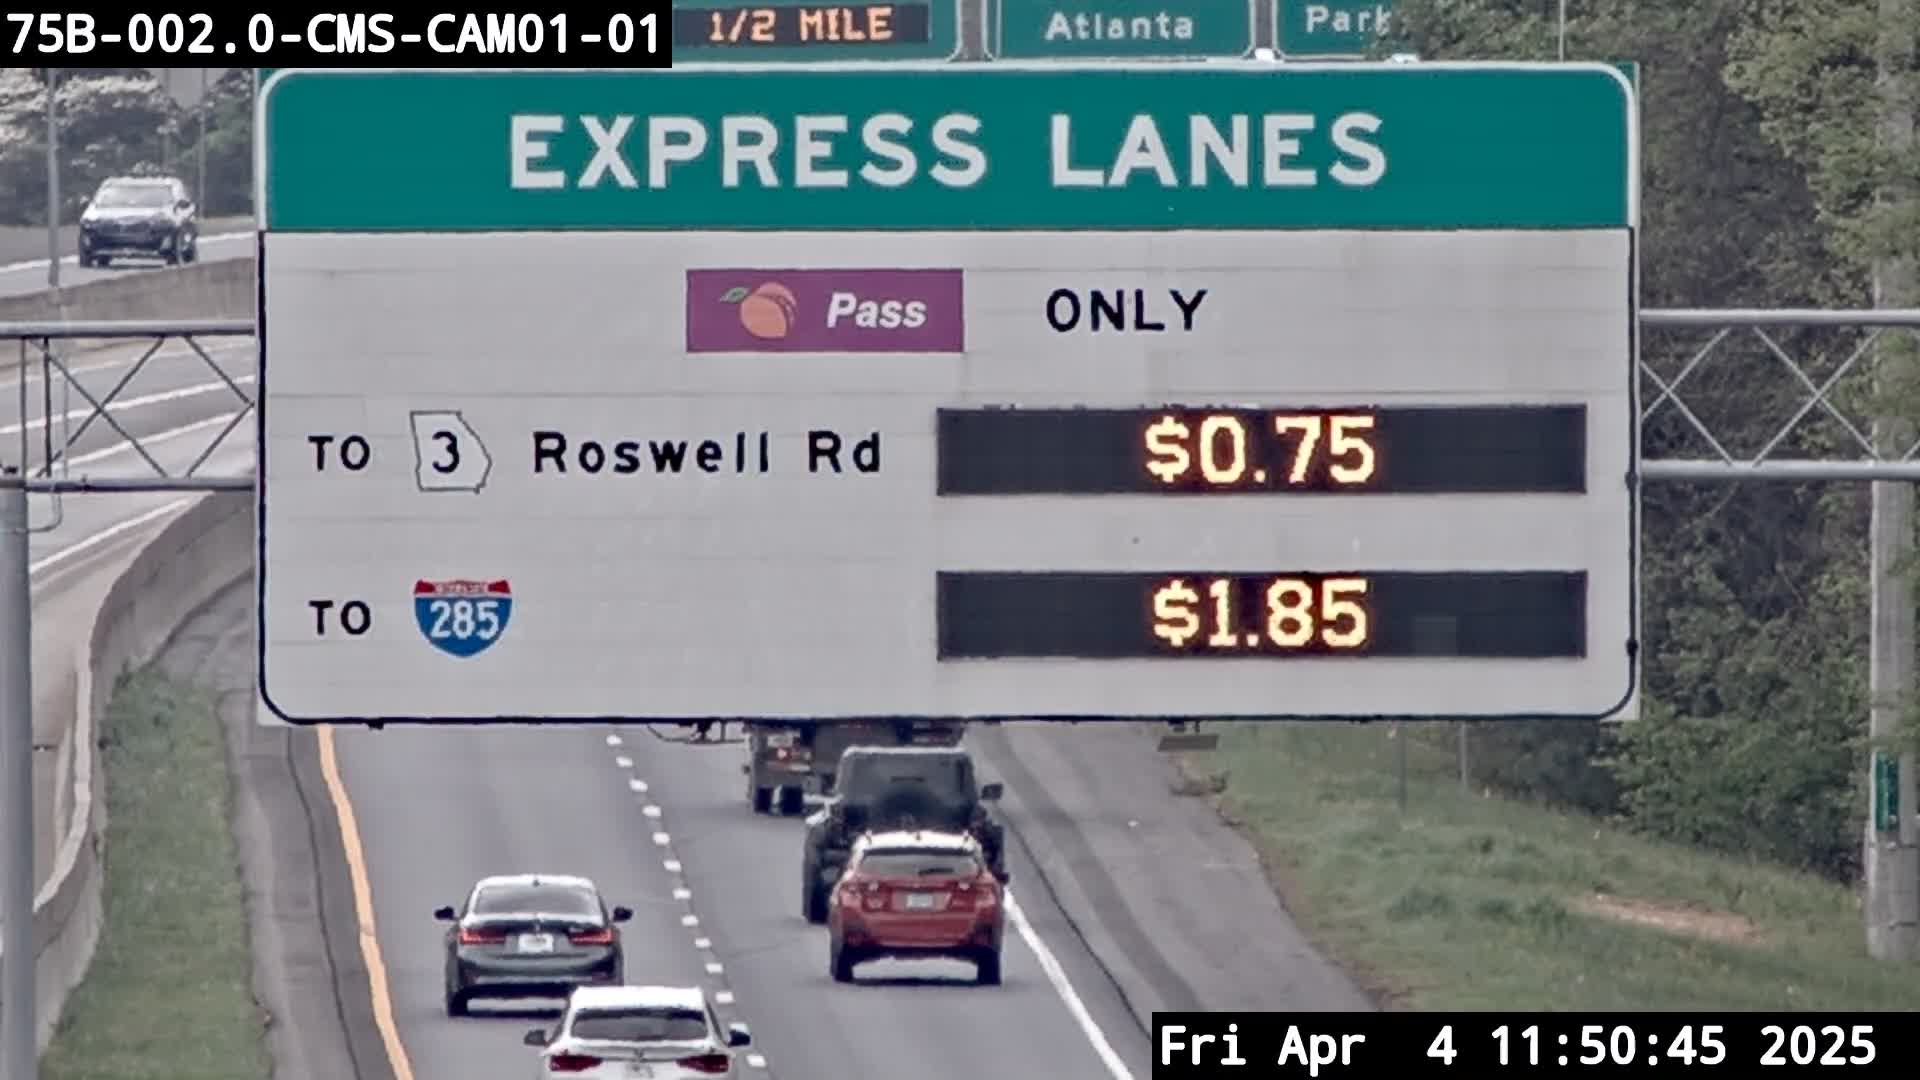 75B-002.0-CMS-CAM01-01
1/2 MILE
Atlanta
Park
EXPRESS LANES
Pass ONLY
TO 3 Roswell Rd $0.75
TO 285 $1.85
Fri Apr 4 11:50:45 2025